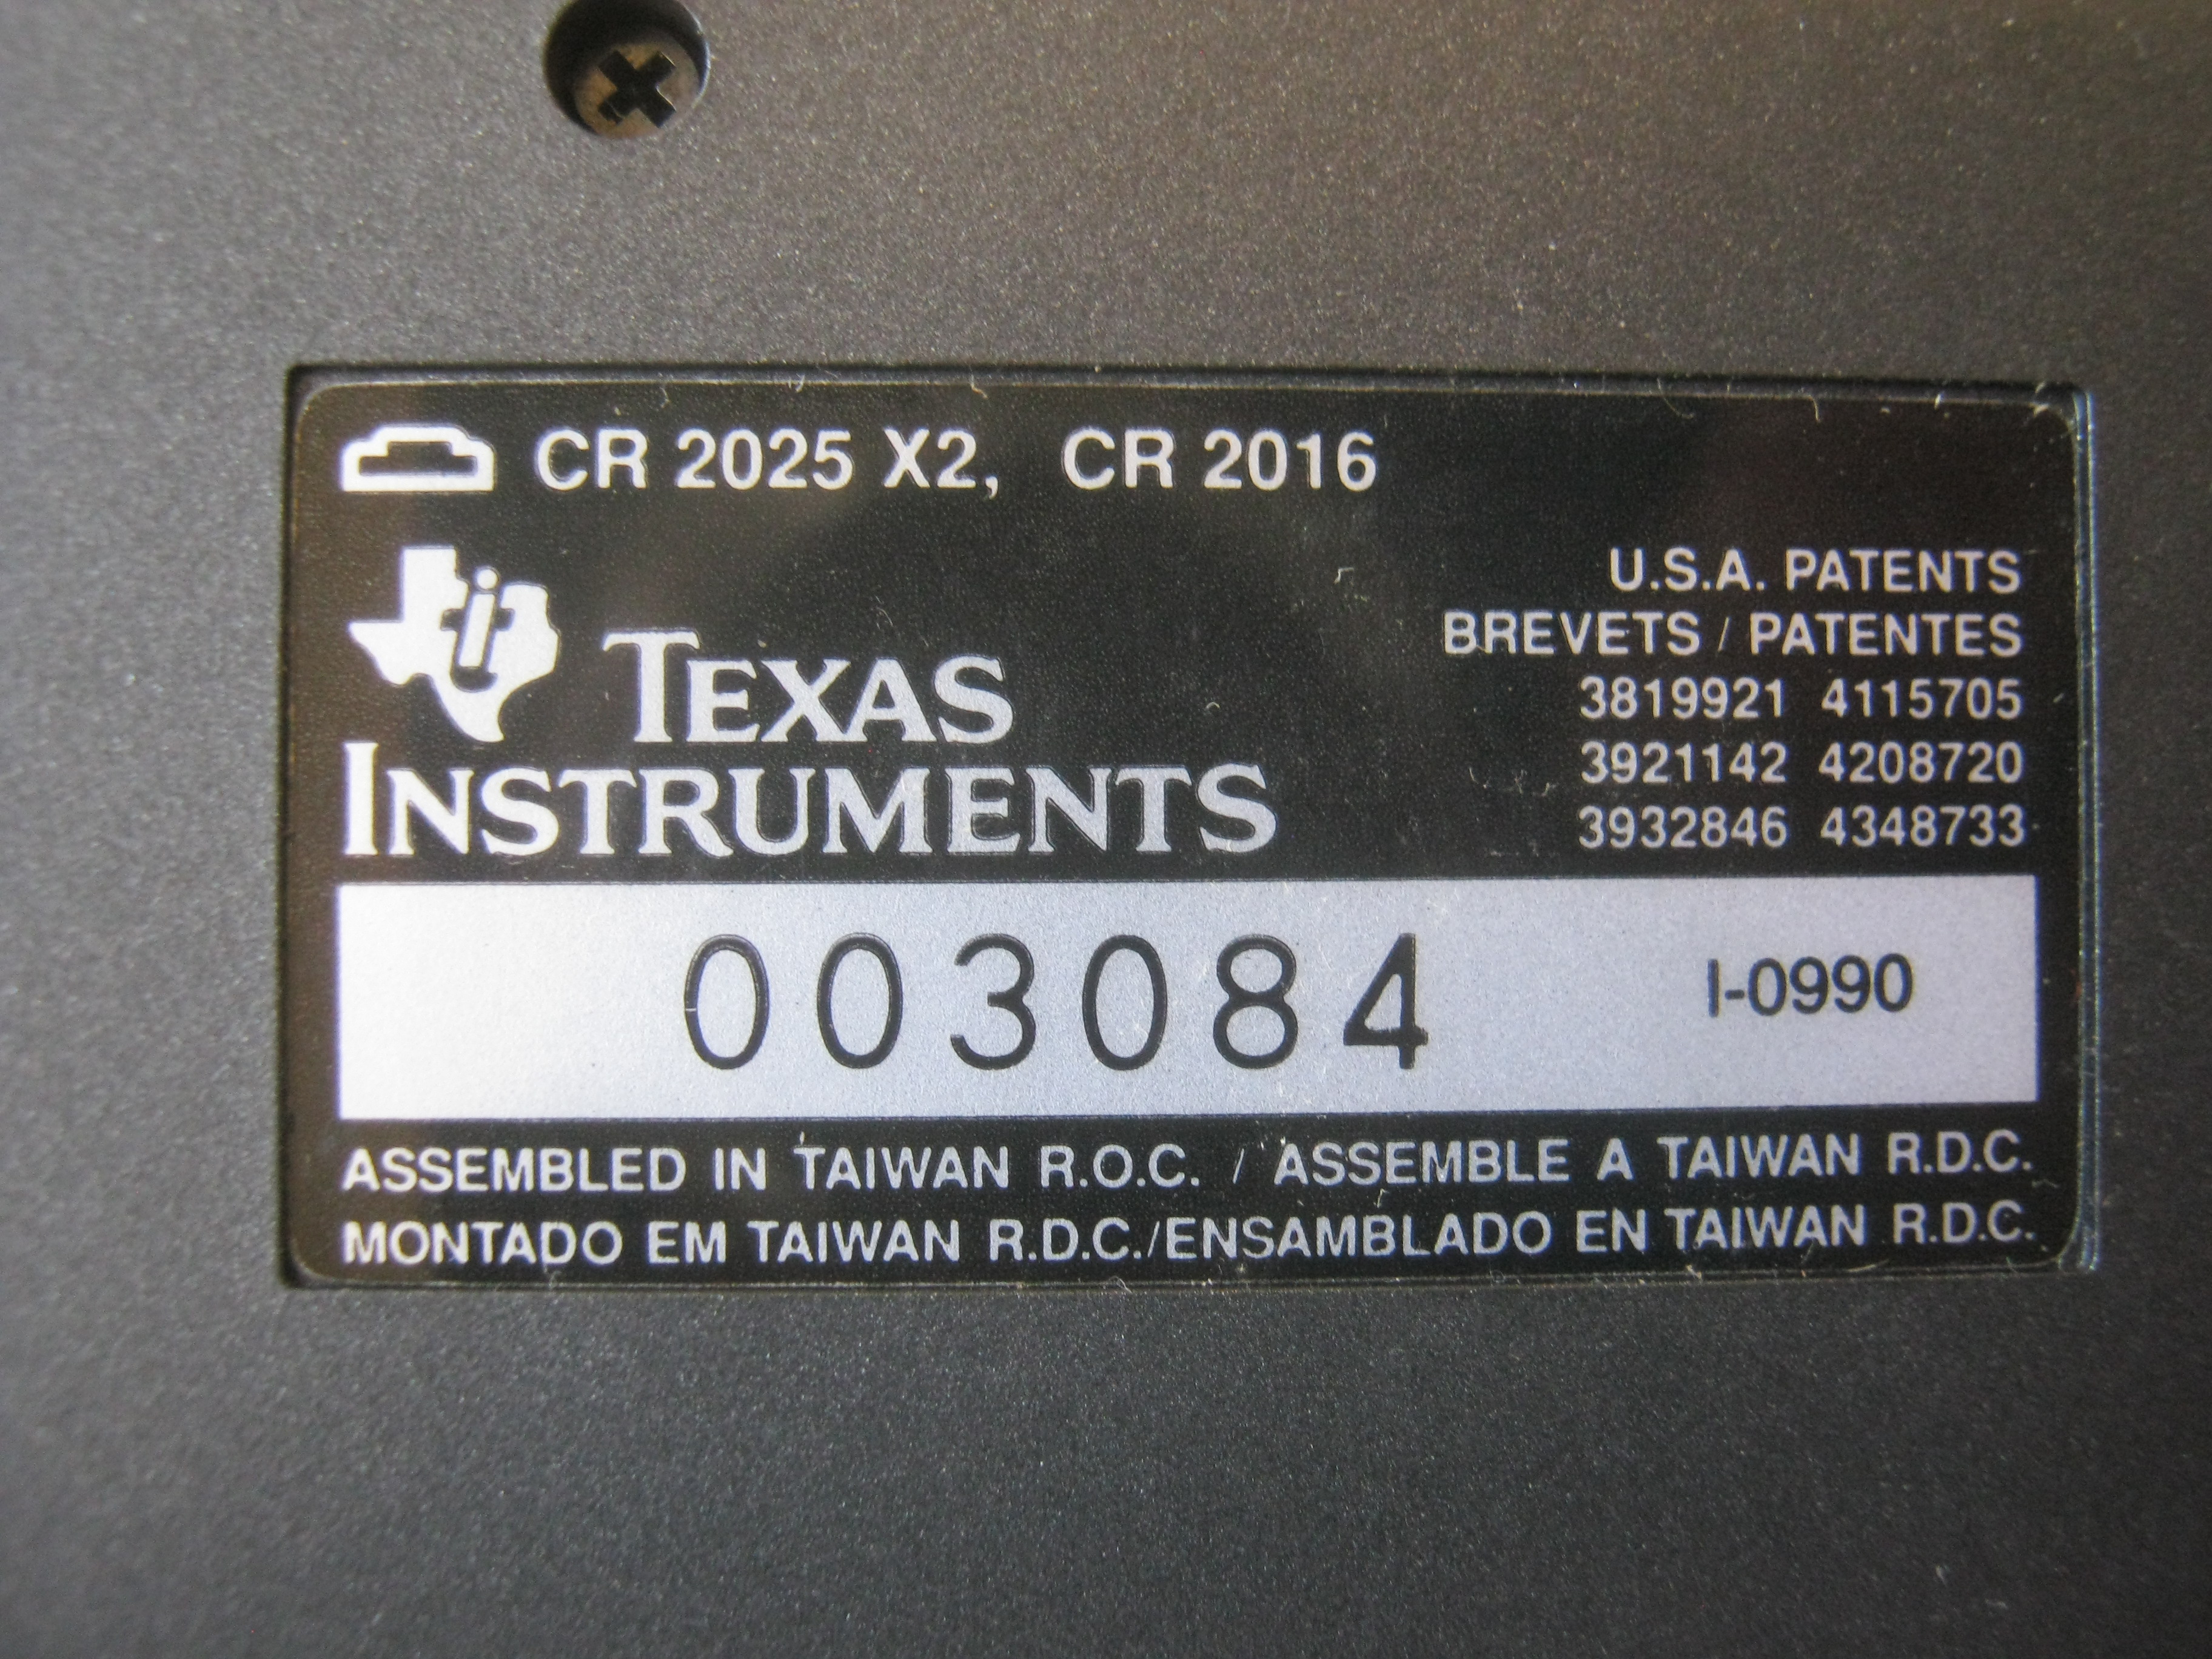 CR 2025 X2, CR 2016
U.S.A. PATENTS
BREVETS / PATENTES
3819921 4115705
3921142 4208720
3932846 4348733
TEXAS
INSTRUMENTS
003084 I-0990
ASSEMBLED IN TAIWAN R.O.C. / ASSEMBLE A TAIWAN R.D.C.
MONTADO EM TAIWAN R.D.C./ENSAMBLADO EN TAIWAN R.D.C.